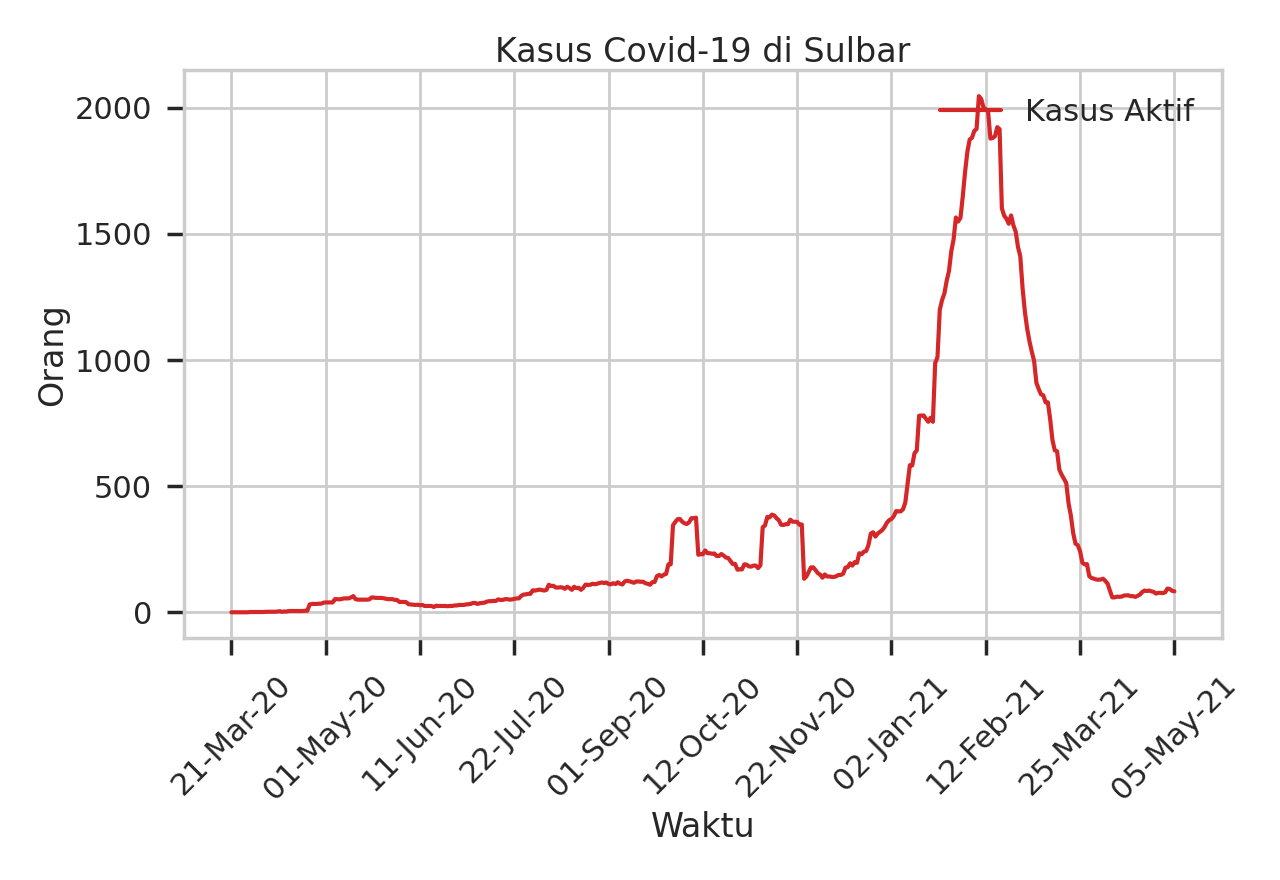 Kasus Covid-19 di Sulbar
Kasus Aktif
2000
1500
1000
500
0
Orang
21-Mar-20
01-May-20
11-Jun-20
22-Jul-20
01-Sep-20
12-Oct-20
22-Nov-20
02-Jan-21
12-Feb-21
25-Mar-21
05-May-21
Waktu